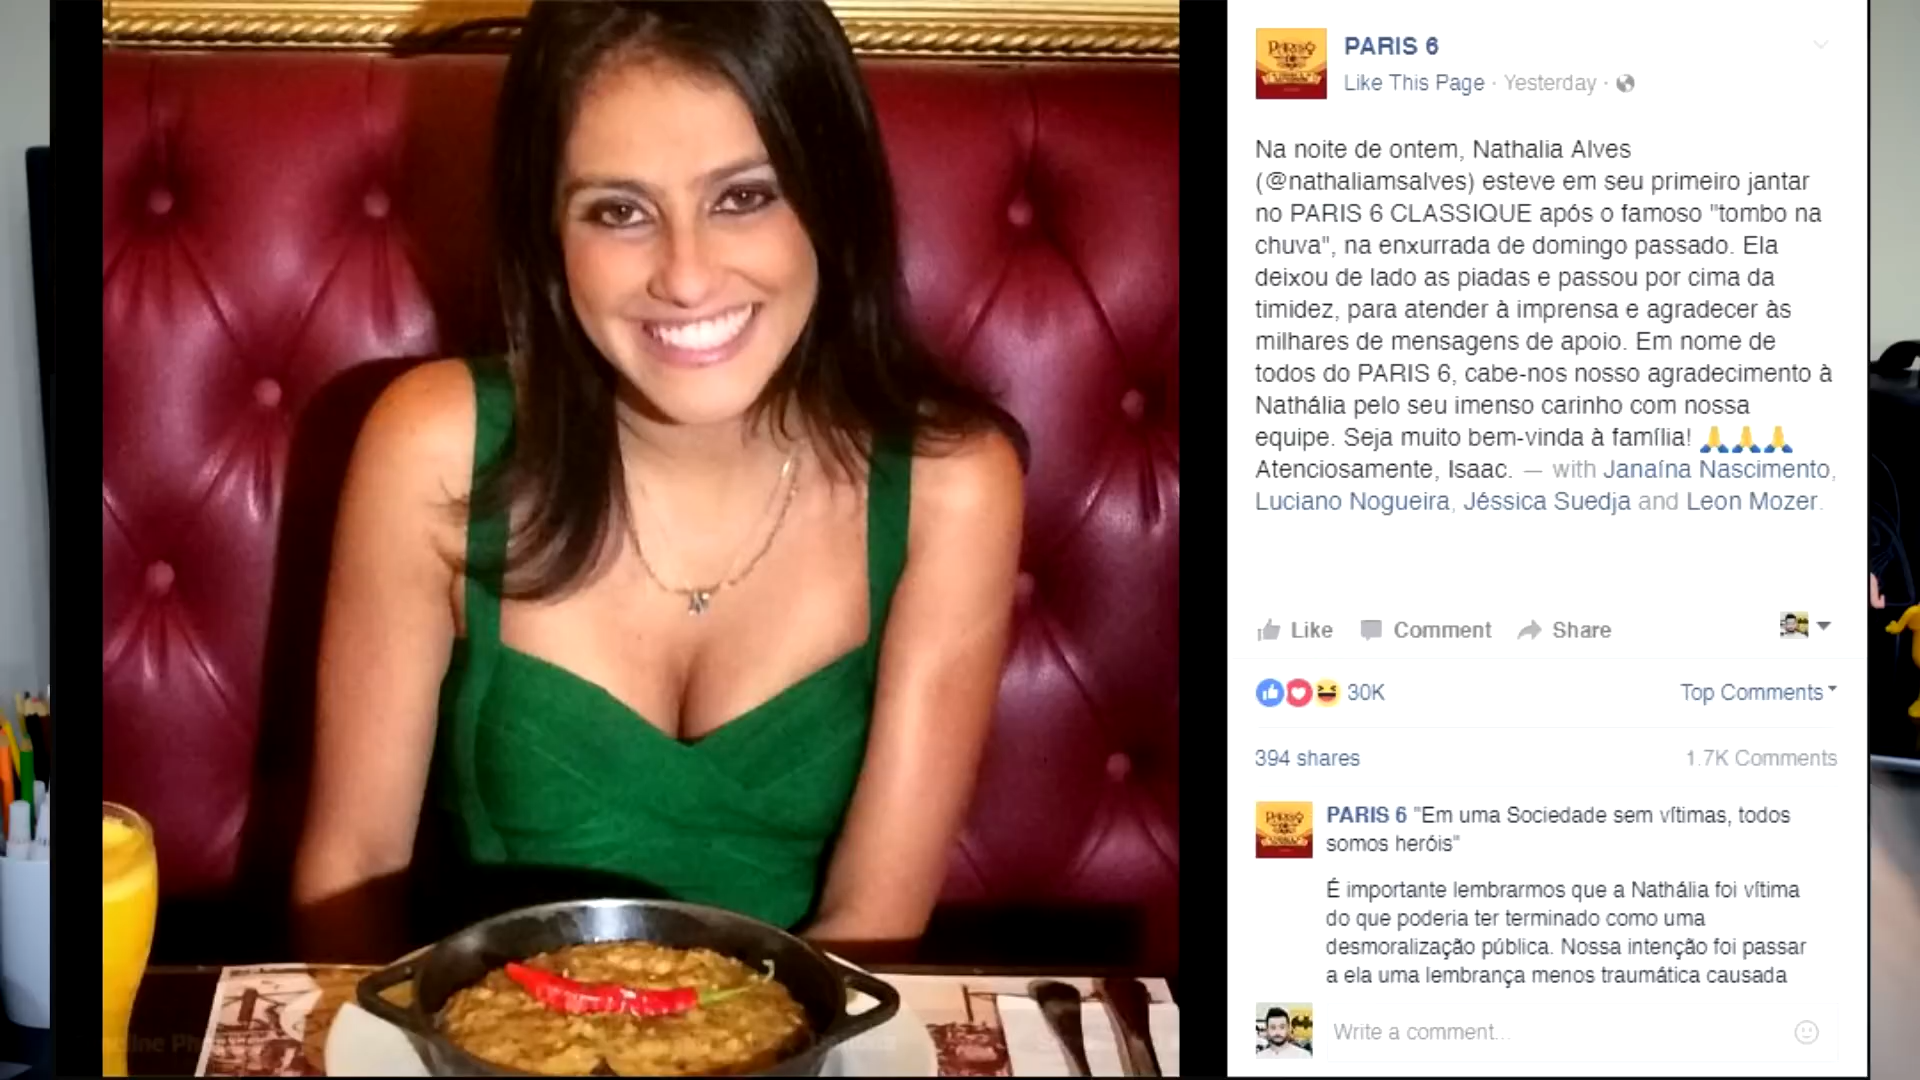 PARIS 6
Like This Page · Yesterday ·
Na noite de ontem, Nathalia Alves
(@nathaliamsalves) esteve em seu primeiro jantar
no PARIS 6 CLASSIQUE após o famoso "tombo na
chuva", na enxurrada de domingo passado. Ela
deixou de lado as piadas e passou por cima da
timidez, para atender à imprensa e agradecer às
milhares de mensagens de apoio. Em nome de
todos do PARIS 6, cabe-nos nosso agradecimento à
Nathália pelo seu imenso carinho com nossa
equipe. Seja muito bem-vinda à família! 🙏🙏🙏
Atenciosamente, Isaac. — with Janaína Nascimento,
Luciano Nogueira, Jéssica Suedja and Leon Mozer.
Like Comment Share
30K Top Comments
394 shares 1.7K Comments
PARIS 6 "Em uma Sociedade sem vítimas, todos
somos heróis"
É importante lembrarmos que a Nathália foi vítima
do que poderia ter terminado como uma
desmoralização pública. Nossa intenção foi passar
a ela uma lembrança menos traumática causada
Write a comment...